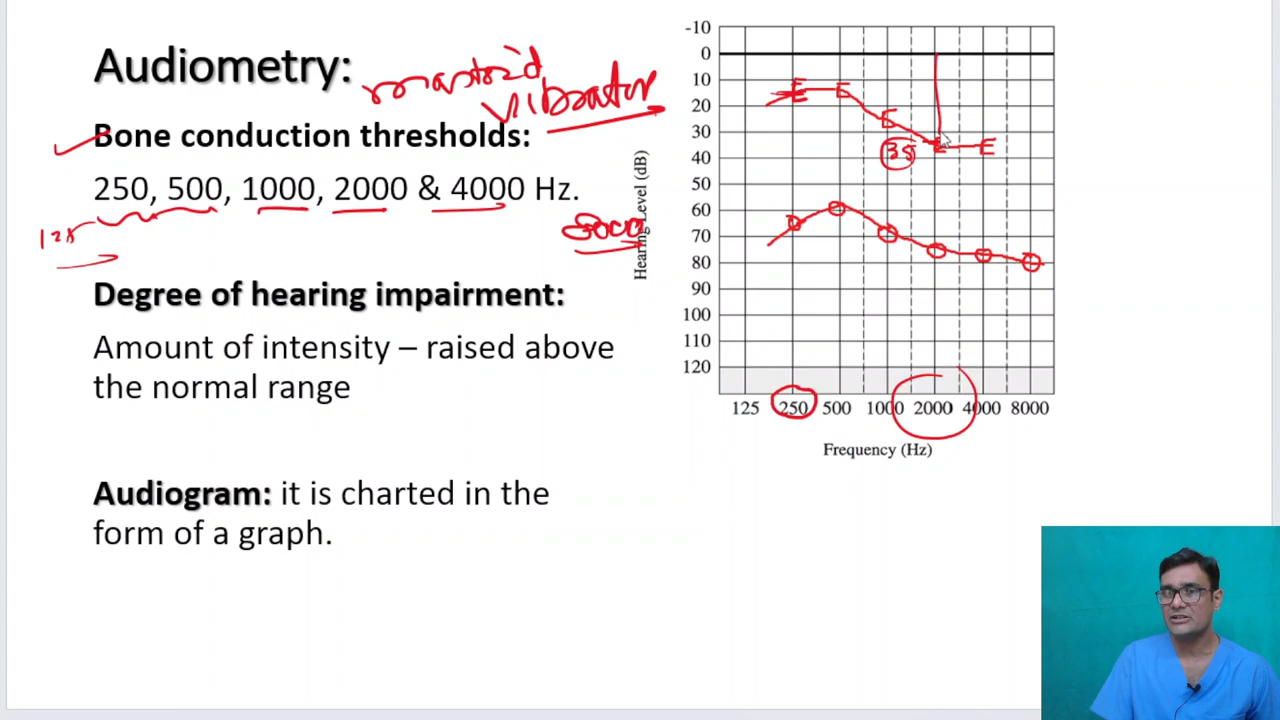 Audiometry:
mastoid
vibrator
Bone conduction thresholds:
250, 500, 1000, 2000 & 4000 Hz.
125
8000
Degree of hearing impairment:
Amount of intensity – raised above
the normal range
Audiogram: it is charted in the
form of a graph.
Hearing Level (dB)
-10
0
10
20
30
40
50
60
70
80
90
100
110
120
E E E E E
35
125 250 500 1000 2000 4000 8000
Frequency (Hz)